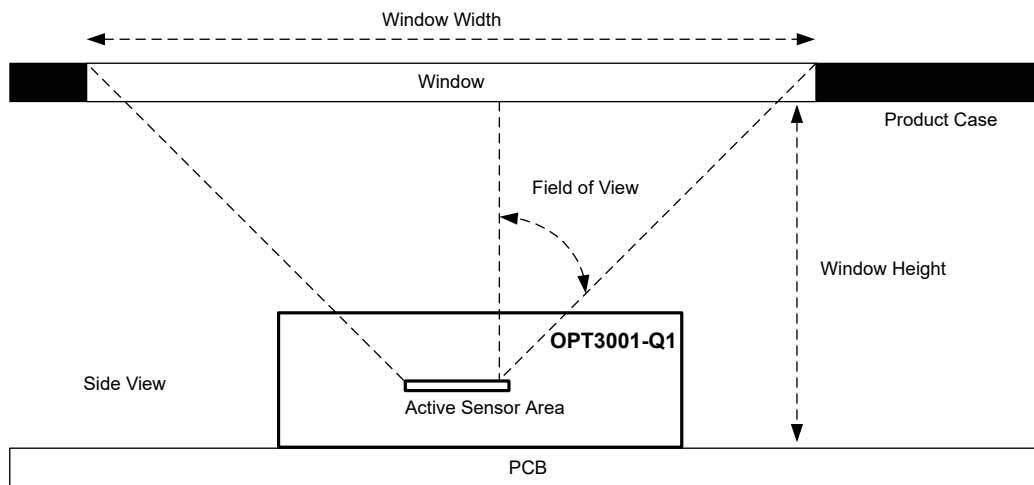 Window Width
Window
Product Case
Field of View
Window Height
OPT3001-Q1
Side View
Active Sensor Area
PCB